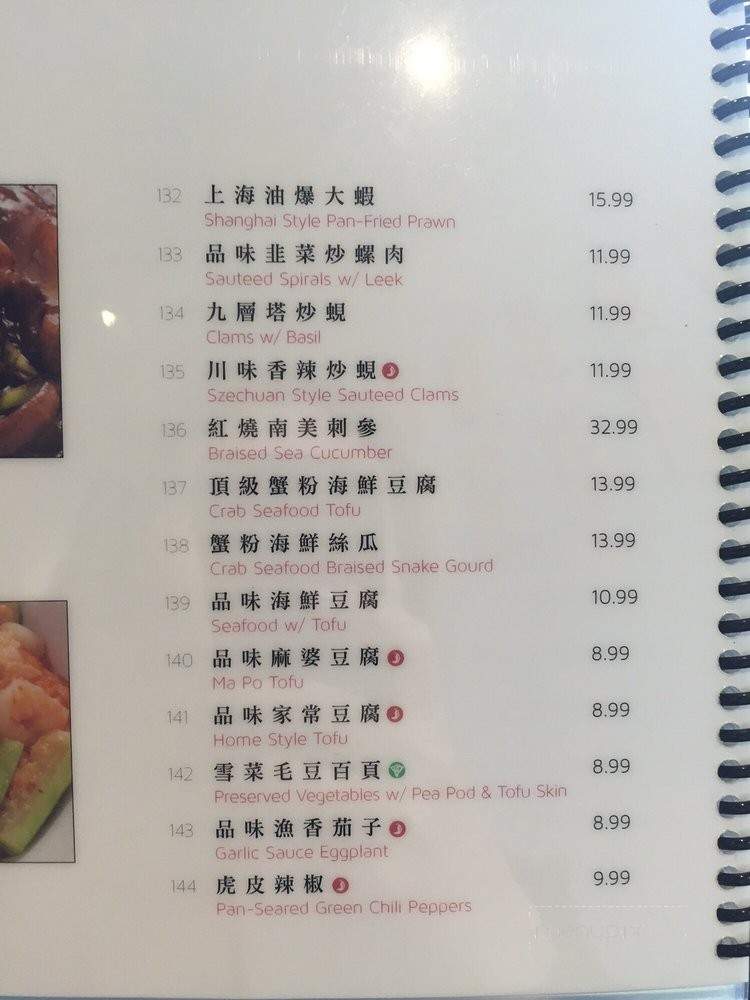 132 上海油爆大蝦 15.99
Shanghai Style Pan-Fried Prawn
133 品味韭菜炒螺肉 11.99
Sauteed Spirals w/ Leek
134 九層塔炒蜆 11.99
Clams w/ Basil
135 川味香辣炒蜆 11.99
Szechuan Style Sauteed Clams
136 紅燒南美刺參 32.99
Braised Sea Cucumber
137 頂級蟹粉海鮮豆腐 13.99
Crab Seafood Tofu
138 蟹粉海鮮絲瓜 13.99
Crab Seafood Braised Snake Gourd
139 品味海鮮豆腐 10.99
Seafood w/ Tofu
140 品味麻婆豆腐 8.99
Ma Po Tofu
141 品味家常豆腐 8.99
Home Style Tofu
142 雪菜毛豆百頁 8.99
Preserved Vegetables w/ Pea Pod & Tofu Skin
143 品味漁香茄子 8.99
Garlic Sauce Eggplant
144 虎皮辣椒 9.99
Pan-Seared Green Chili Peppers